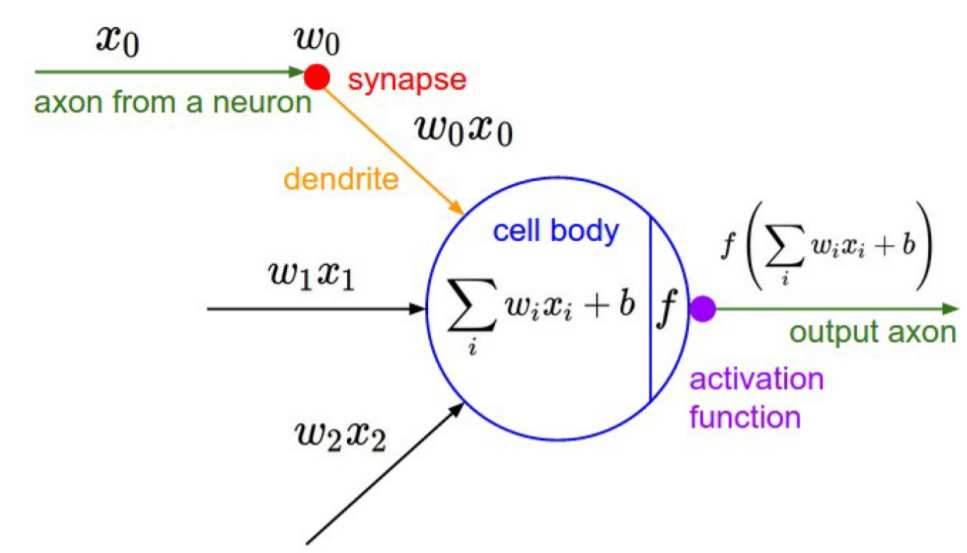 x₀
w₀
synapse
axon from a neuron
w₀x₀
dendrite
cell body
f(∑ᵢ wᵢxᵢ + b)
w₁x₁
∑ᵢ wᵢxᵢ + b
f
output axon
activation
function
w₂x₂